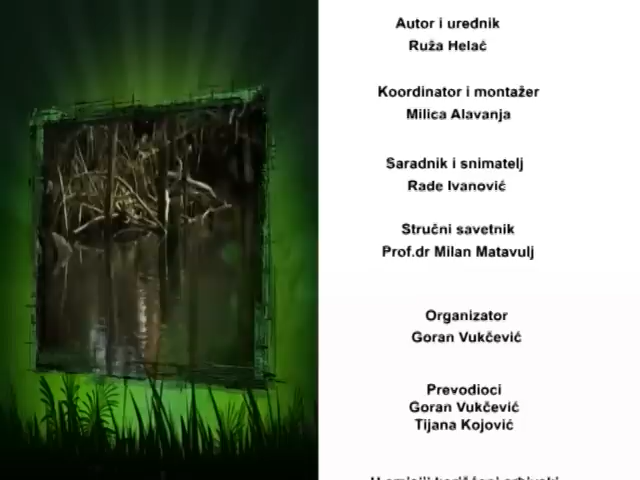 Autor i urednik
Ruža Helać
Koordinator i montažer
Milica Alavanja
Saradnik i snimatelj
Rade Ivanović
Stručni savetnik
Prof.dr Milan Matavulj
Organizator
Goran Vukčević
Prevodioci
Goran Vukčević
Tijana Kojović